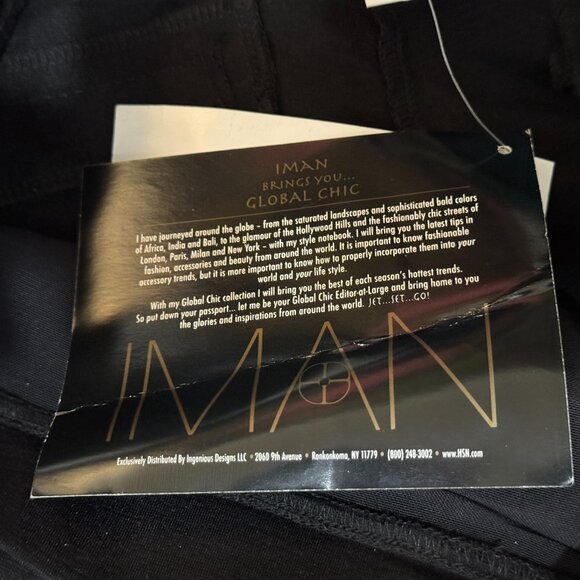 IMAN
BRINGS YOU...
GLOBAL CHIC
I have journeyed around the globe – from the saturated landscapes and sophisticated bold colors
of Africa, India and Bali, to the glamour of the Hollywood Hills and the fashionably chic streets of
London, Paris, Milan and New York – with my style notebook. I will bring you the latest tips in
fashion, accessories and beauty from around the world. It is important to know fashionable
accessory trends, but it is more important to know how to properly incorporate them into your
world and your life style.
With my Global Chic collection I will bring you the best of each season's hottest trends.
So put down your passport... let me be your Global Chic Editor-at-Large and bring home to you
the glories and inspirations from around the world. JET...SET...GO!
IMAN
Exclusively Distributed By Ingenious Designs LLC • 2060 9th Avenue • Ronkonkoma, NY 11779 • (800) 248-3002 • www.HSN.com